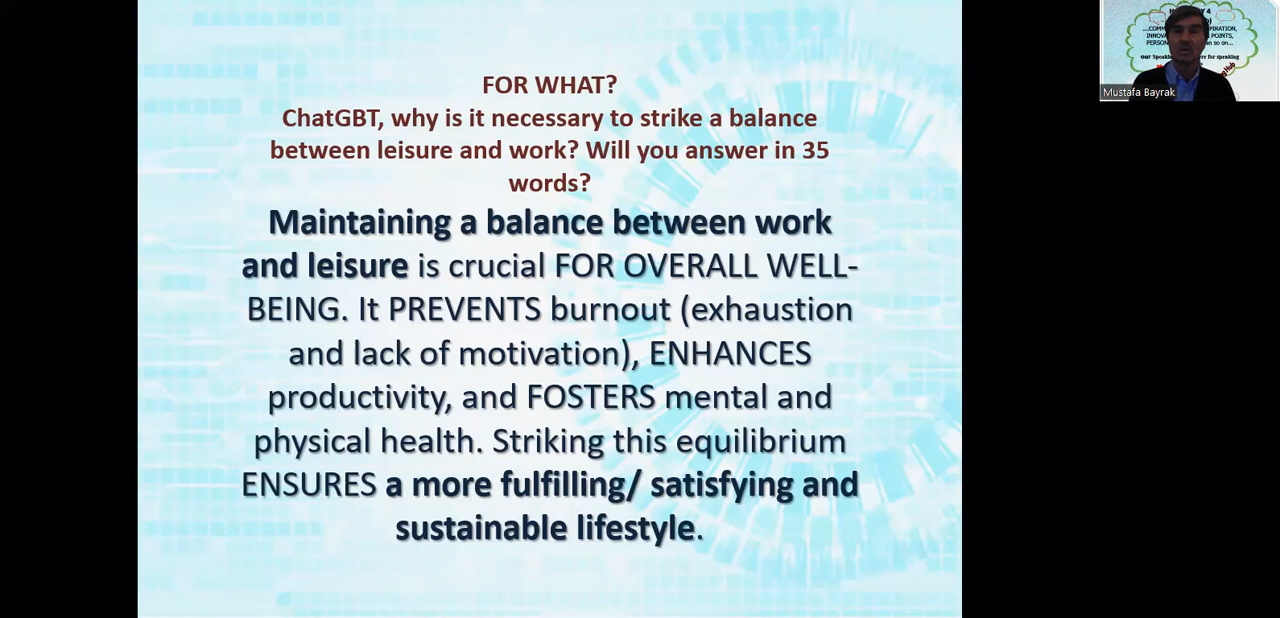 FOR WHAT?
ChatGBT, why is it necessary to strike a balance
between leisure and work? Will you answer in 35
words?
Maintaining a balance between work
and leisure is crucial FOR OVERALL WELL-
BEING. It PREVENTS burnout (exhaustion
and lack of motivation), ENHANCES
productivity, and FOSTERS mental and
physical health. Striking this equilibrium
ENSURES a more fulfilling/ satisfying and
sustainable lifestyle.
Mustafa Bayrak